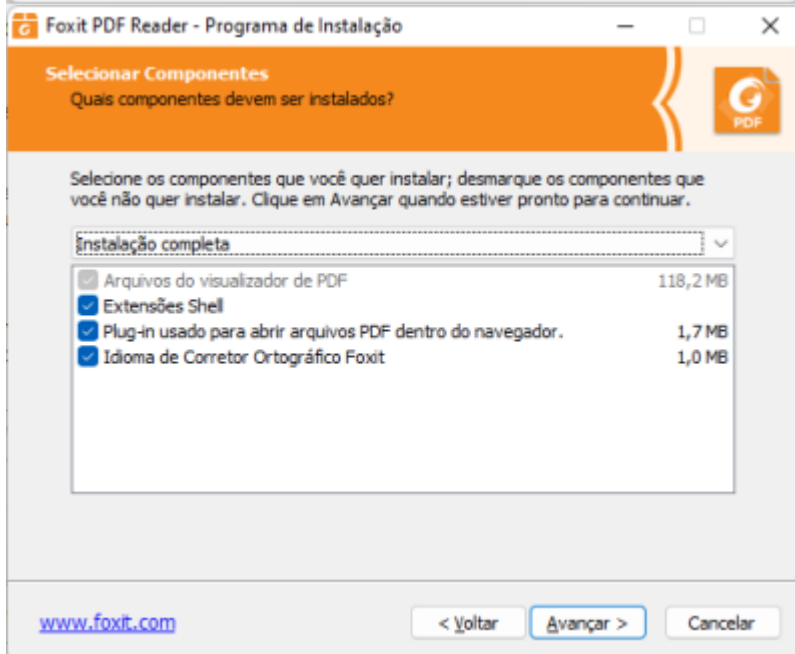 Foxit PDF Reader - Programa de Instalação
Selecionar Componentes
Quais componentes devem ser instalados?
PDF
Selecione os componentes que você quer instalar; desmarque os componentes que
você não quer instalar. Clique em Avançar quando estiver pronto para continuar.
Instalação completa
Arquivos do visualizador de PDF 118,2 MB
Extensões Shell
Plug-in usado para abrir arquivos PDF dentro do navegador. 1,7 MB
Idioma de Corretor Ortográfico Foxit 1,0 MB
www.foxit.com
< Voltar Avançar > Cancelar